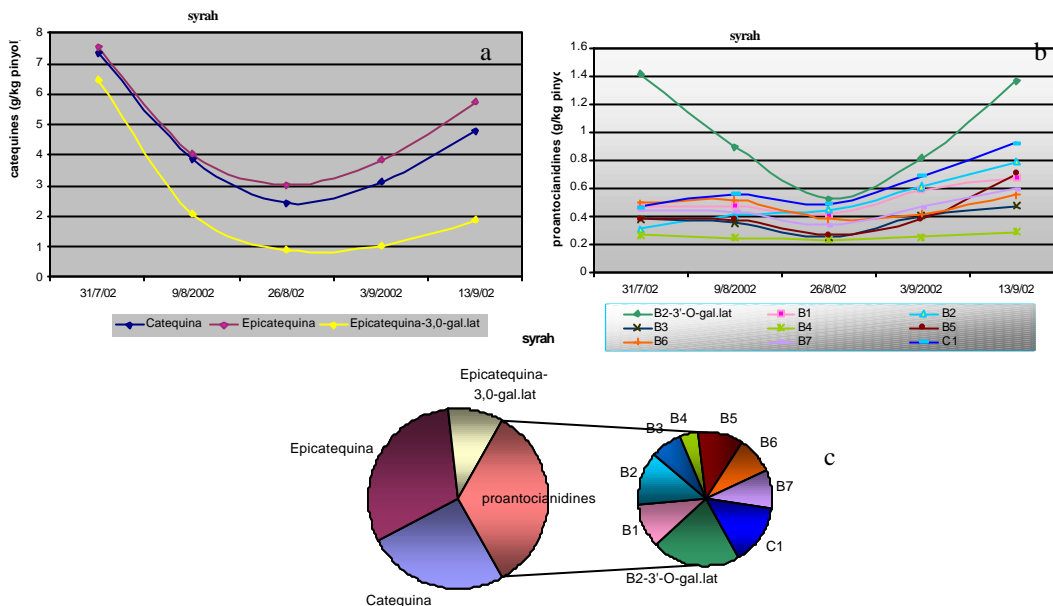 syrah
a
catequines (g/kg pinyol
8
7
6
5
4
3
2
1
0
31/7/02 9/8/2002 26/8/02 3/9/2002 13/9/02
Catequina Epicatequina Epicatequina-3,0-gal.lat
syrah
b
proantocianidines (g/kg pinyo
1.6
1.4
1.2
1
0.8
0.6
0.4
0.2
0
31/7/02 9/8/2002 26/8/02 3/9/2002 13/9/02
B2-3'-O-gal.lat B1 B2
B3 B4 B5
B6 B7 C1
syrah
c
Epicatequina-
3,0-gal.lat
Epicatequina
proantocianidines
Catequina
B4
B5
B3
B6
B2
B7
B1
C1
B2-3'-O-gal.lat